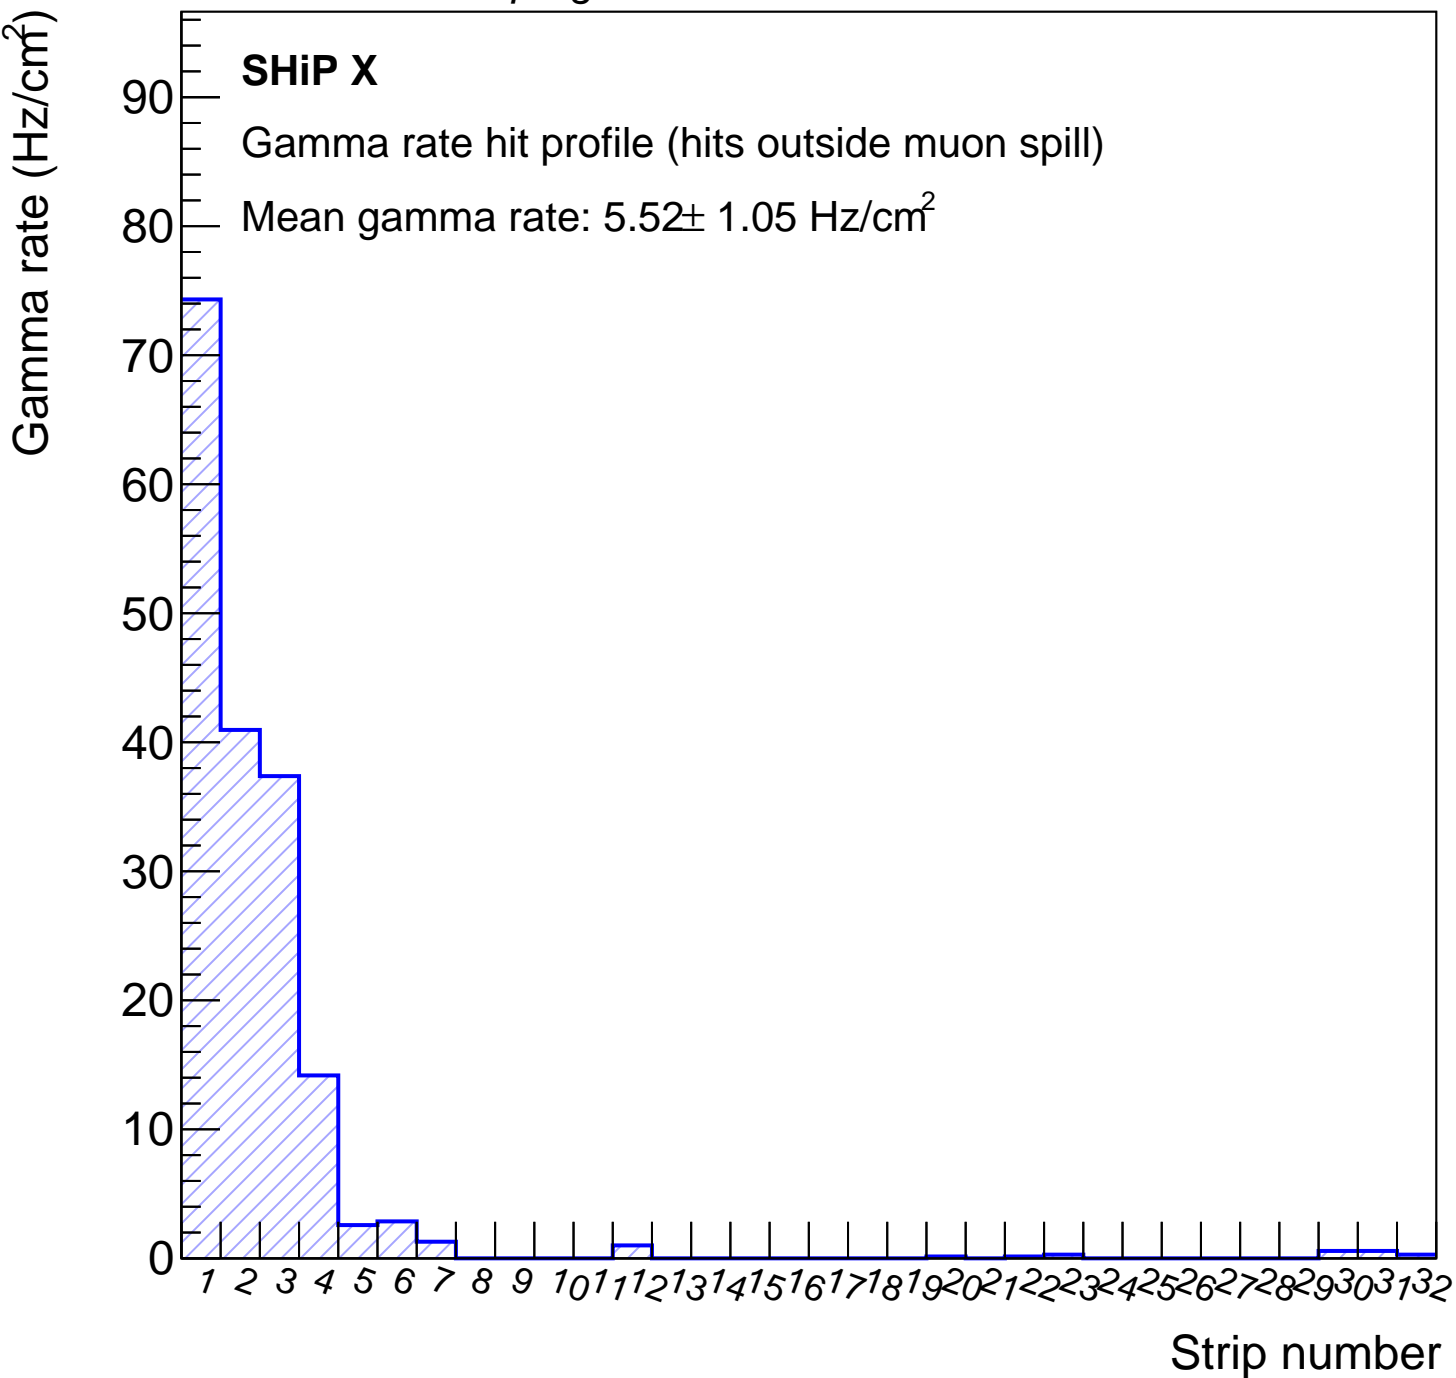 Gamma rate (Hz/cm²)
SHiP X
Gamma rate hit profile (hits outside muon spill)
Mean gamma rate: 5.52± 1.05 Hz/cm²
90
80
70
60
50
40
30
20
10
0
1 2 3 4 5 6 7 8 9 10 11 12 13 14 15 16 17 18 19 20 21 22 23 24 25 26 27 28 29 30 31 32
Strip number